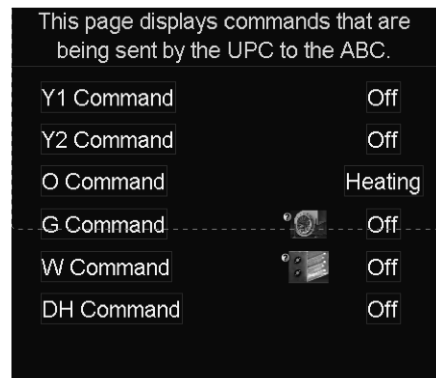 This page displays commands that are
being sent by the UPC to the ABC.
Y1 Command Off
Y2 Command Off
O Command Heating
G Command Off
W Command Off
DH Command Off